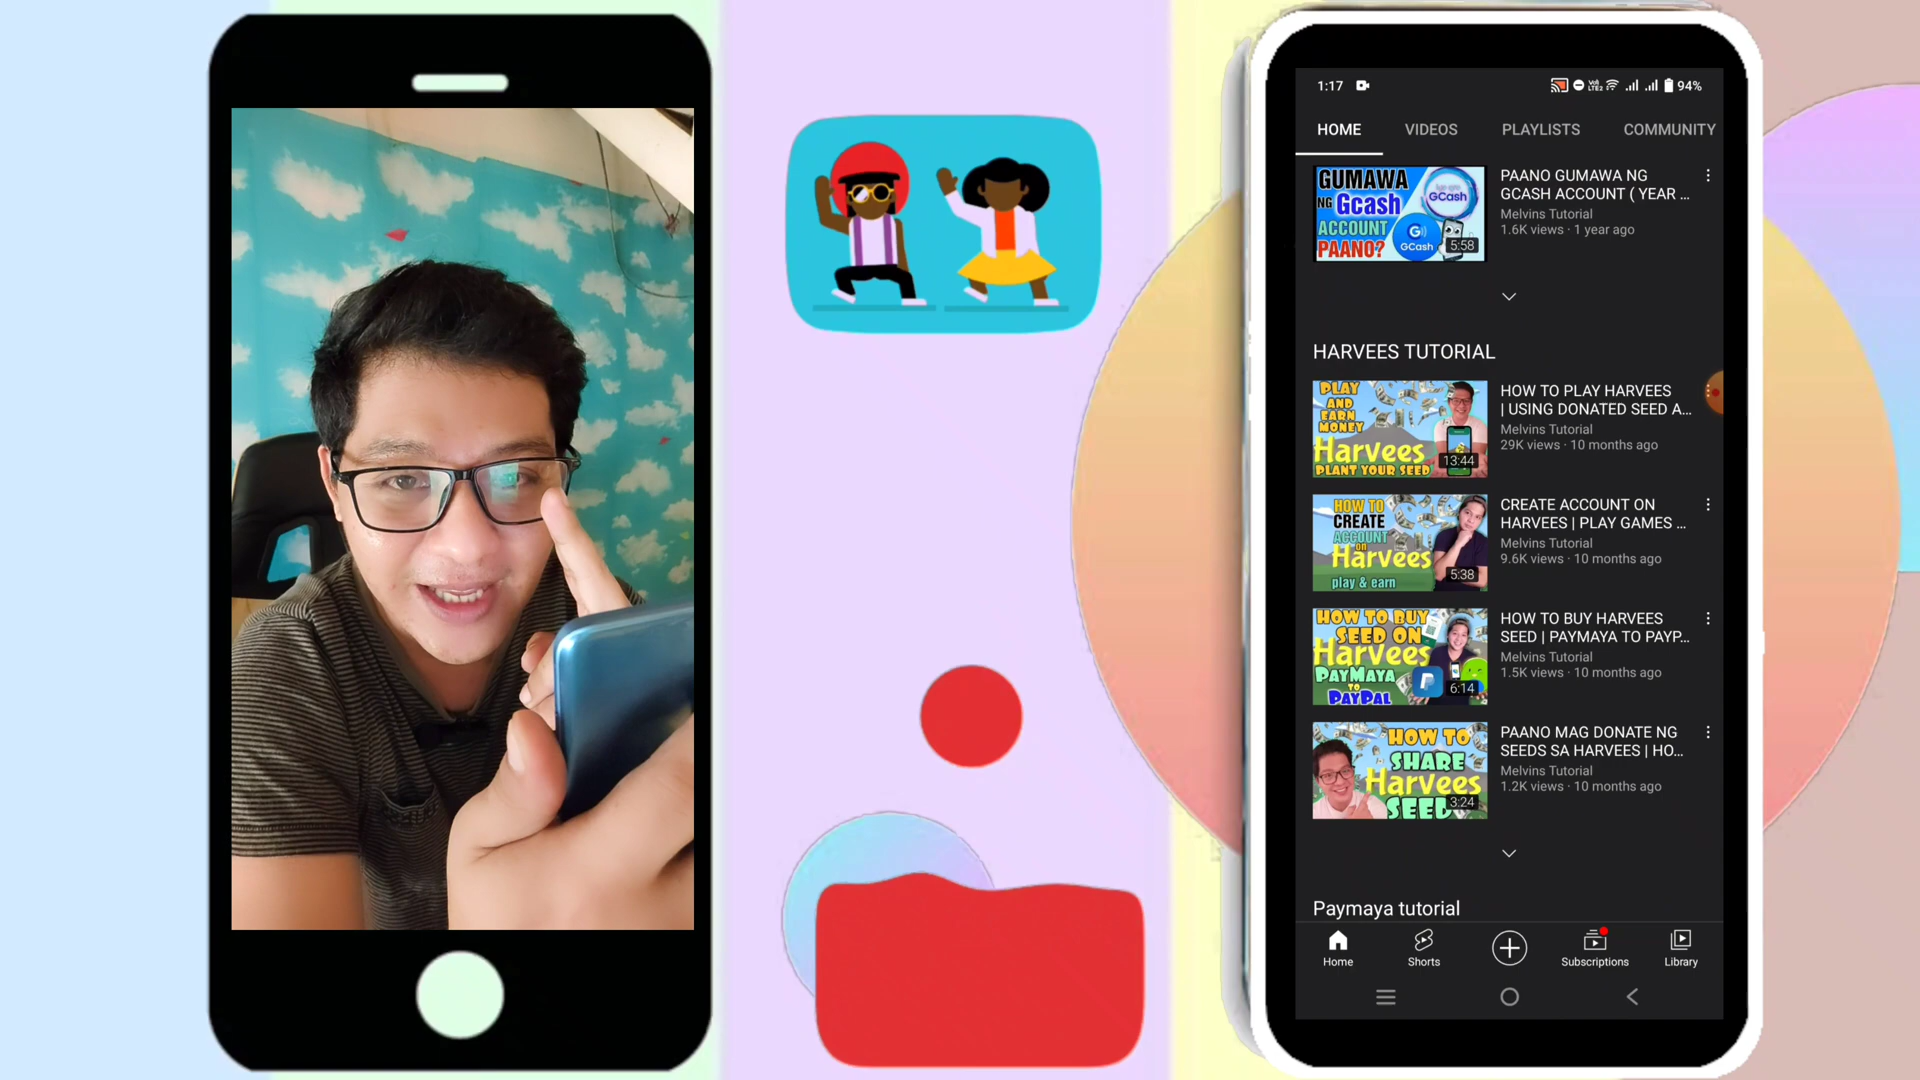 1:17
94%
HOME VIDEOS PLAYLISTS COMMUNITY
GUMAWA
NG Gcash
ACCOUNT
PAANO?
GCash
GCash
5:58
PAANO GUMAWA NG
GCASH ACCOUNT ( YEAR ...
Melvins Tutorial
1.6K views · 1 year ago
HARVEES TUTORIAL
PLAY
AND
EARN
MONEY
Harvees
PLANT YOUR SEED
13:44
HOW TO PLAY HARVEES
| USING DONATED SEED A...
Melvins Tutorial
29K views · 10 months ago
HOW TO
CREATE
ACCOUNT
on
Harvees
play & earn
5:38
CREATE ACCOUNT ON
HARVEES | PLAY GAMES ...
Melvins Tutorial
9.6K views · 10 months ago
HOW TO BUY
SEED ON
Harvees
PAYMAYA
TO
PAYPAL
6:14
HOW TO BUY HARVEES
SEED | PAYMAYA TO PAYP...
Melvins Tutorial
1.5K views · 10 months ago
HOW TO
SHARE
Harvees
SEED
3:24
PAANO MAG DONATE NG
SEEDS SA HARVEES | HO...
Melvins Tutorial
1.2K views · 10 months ago
Paymaya tutorial
Home Shorts Subscriptions Library